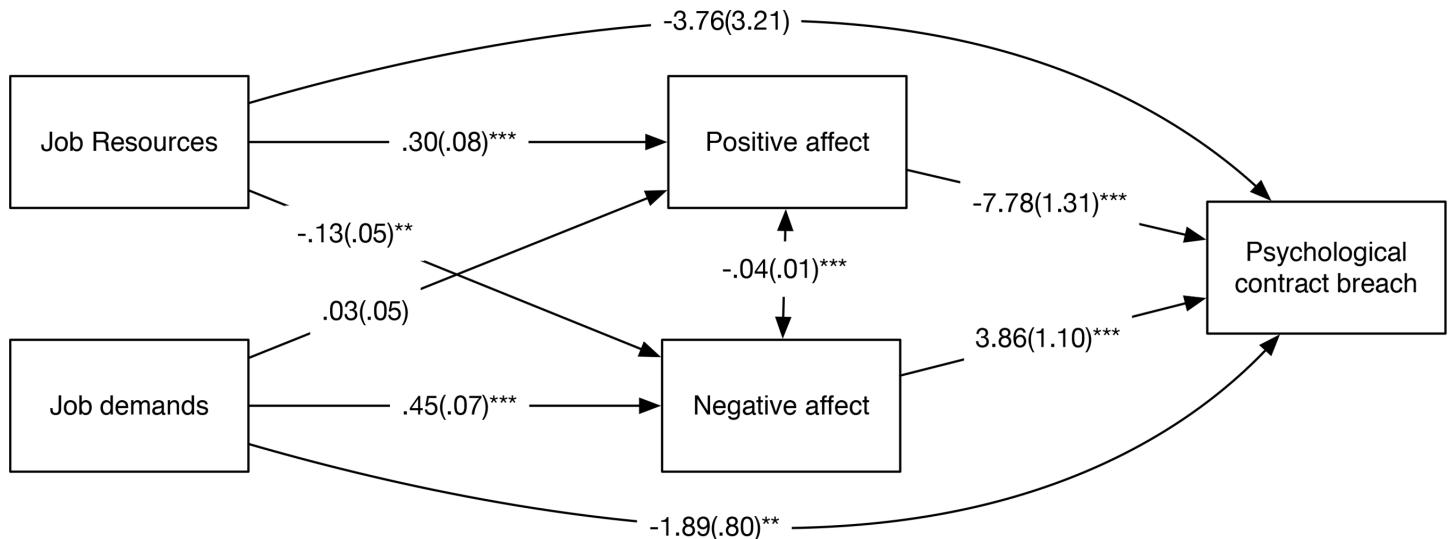 -3.76(3.21)
Job Resources
.30(.08)***
Positive affect
-7.78(1.31)***
-.13(.05)**
Psychological
contract breach
-.04(.01)***
.03(.05)
3.86(1.10)***
Job demands
.45(.07)***
Negative affect
-1.89(.80)**